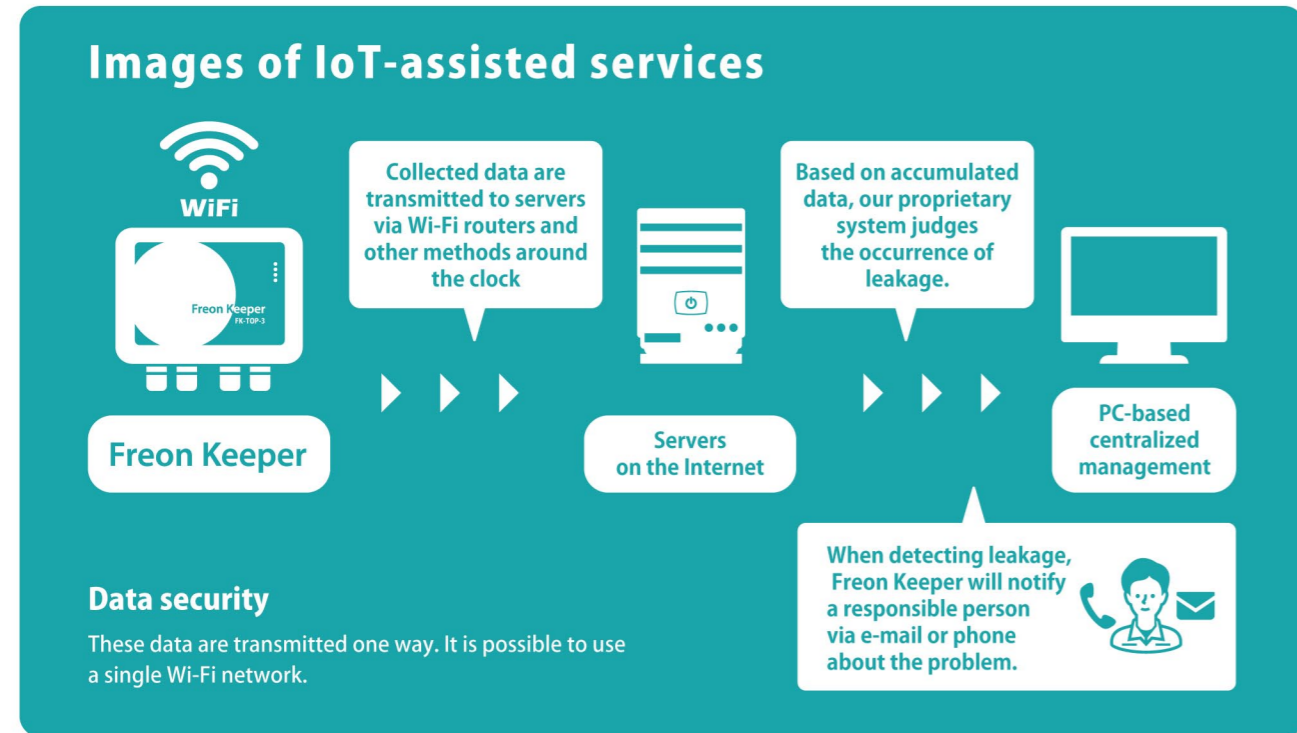 Images of IoT-assisted services
WiFi
Freon Keeper
FK-TOP-3
Freon Keeper
Collected data are
transmitted to servers
via Wi-Fi routers and
other methods around
the clock
Servers
on the Internet
Based on accumulated
data, our proprietary
system judges
the occurrence of
leakage.
PC-based
centralized
management
When detecting leakage,
Freon Keeper will notify
a responsible person
via e-mail or phone
about the problem.
Data security
These data are transmitted one way. It is possible to use
a single Wi-Fi network.